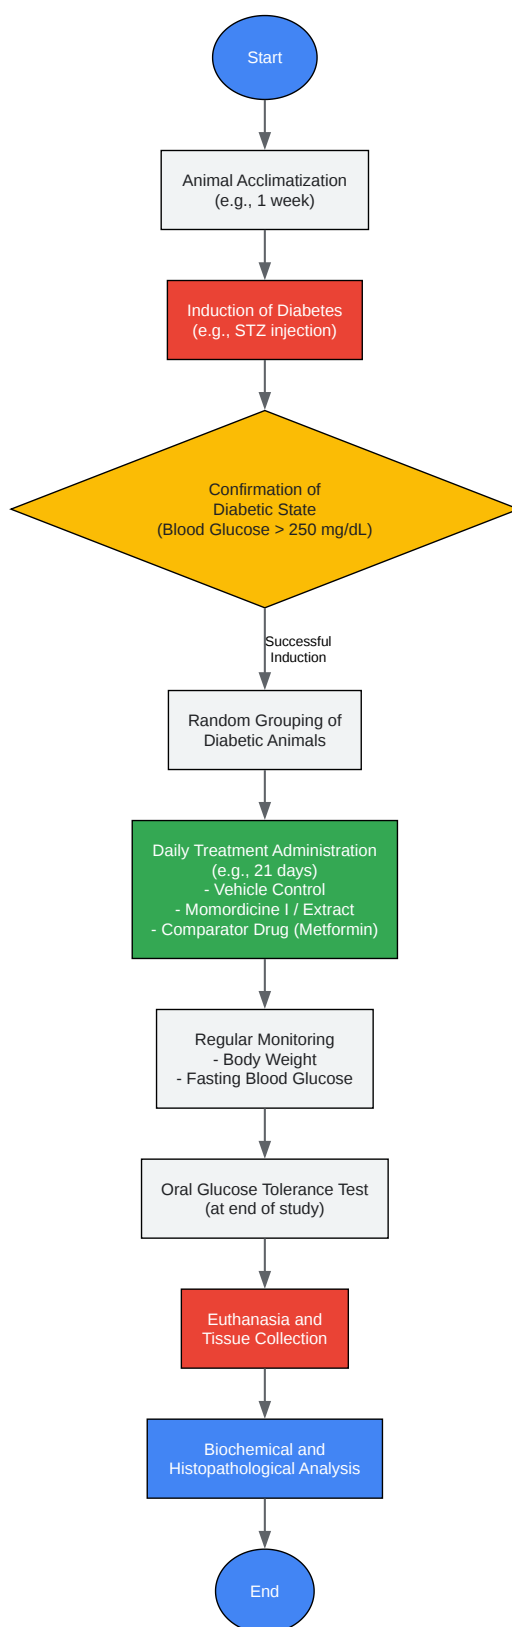 Start
Animal Acclimatization
(e.g., 1 week)
Induction of Diabetes
(e.g., STZ injection)
Confirmation of
Diabetic State
(Blood Glucose > 250 mg/dL)
Successful
Induction
Random Grouping of
Diabetic Animals
Daily Treatment Administration
(e.g., 21 days)
- Vehicle Control
- Momordicine I / Extract
- Comparator Drug (Metformin)
Regular Monitoring
- Body Weight
- Fasting Blood Glucose
Oral Glucose Tolerance Test
(at end of study)
Euthanasia and
Tissue Collection
Biochemical and
Histopathological Analysis
End